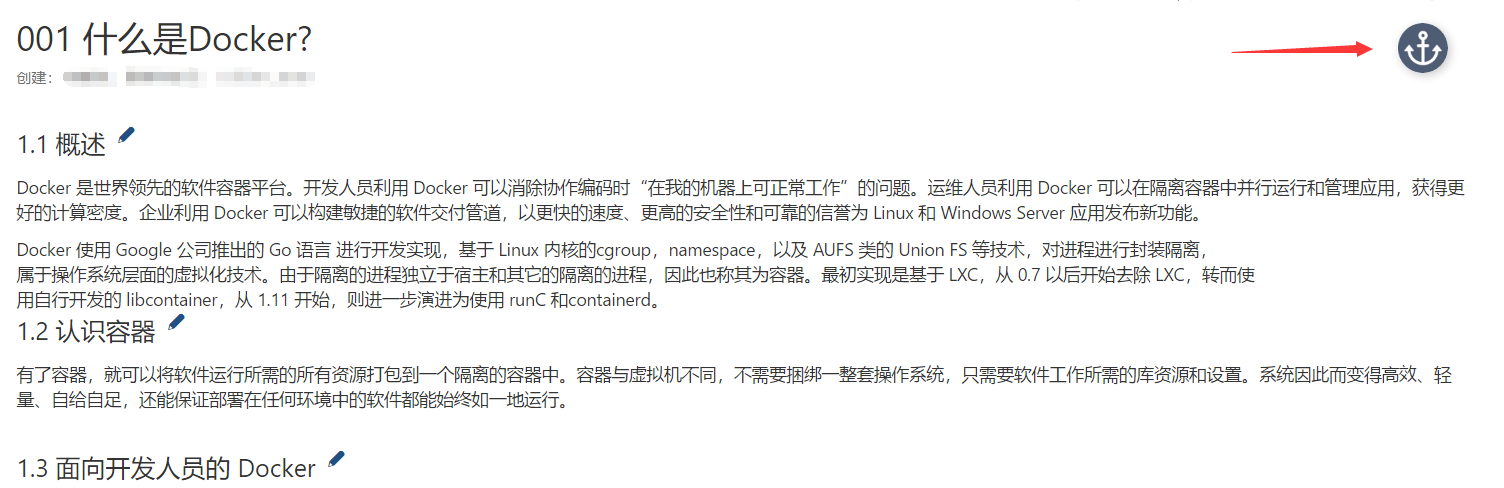 001 什么是Docker?
创建：
1.1 概述
Docker 是世界领先的软件容器平台。开发人员利用 Docker 可以消除协作编码时“在我的机器上可正常工作”的问题。运维人员利用 Docker 可以在隔离容器中并行运行和管理应用，获得更
好的计算密度。企业利用 Docker 可以构建敏捷的软件交付管道，以更快的速度、更高的安全性和可靠的信誉为 Linux 和 Windows Server 应用发布新功能。
Docker 使用 Google 公司推出的 Go 语言 进行开发实现，基于 Linux 内核的cgroup，namespace，以及 AUFS 类的 Union FS 等技术，对进程进行封装隔离，
属于操作系统层面的虚拟化技术。由于隔离的进程独立于宿主和其它的隔离的进程，因此也称其为容器。最初实现是基于 LXC，从 0.7 以后开始去除 LXC，转而使
用自行开发的 libcontainer，从 1.11 开始，则进一步演进为使用 runC 和containerd。
1.2 认识容器
有了容器，就可以将软件运行所需的所有资源打包到一个隔离的容器中。容器与虚拟机不同，不需要捆绑一整套操作系统，只需要软件工作所需的库资源和设置。系统因此而变得高效、轻
量、自给自足，还能保证部署在任何环境中的软件都能始终如一地运行。
1.3 面向开发人员的 Docker